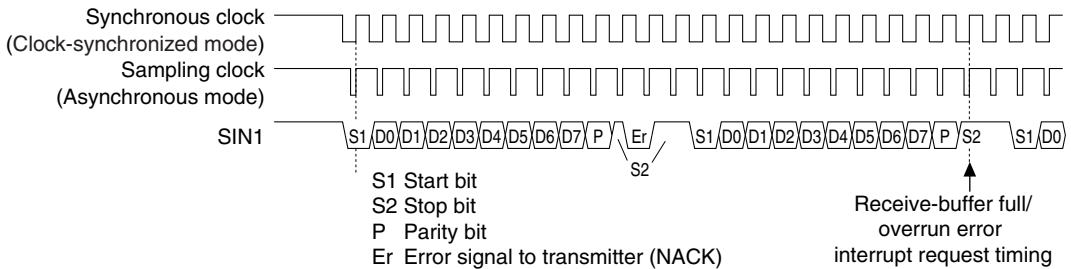 Synchronous clock
(Clock-synchronized mode)
Sampling clock
(Asynchronous mode)
SIN1
S1 D0 D1 D2 D3 D4 D5 D6 D7 P Er S1 D0 D1 D2 D3 D4 D5 D6 D7 P S2 S1 D0
S2
S1 Start bit
S2 Stop bit
P Parity bit
Er Error signal to transmitter (NACK)
Receive-buffer full/
overrun error
interrupt request timing